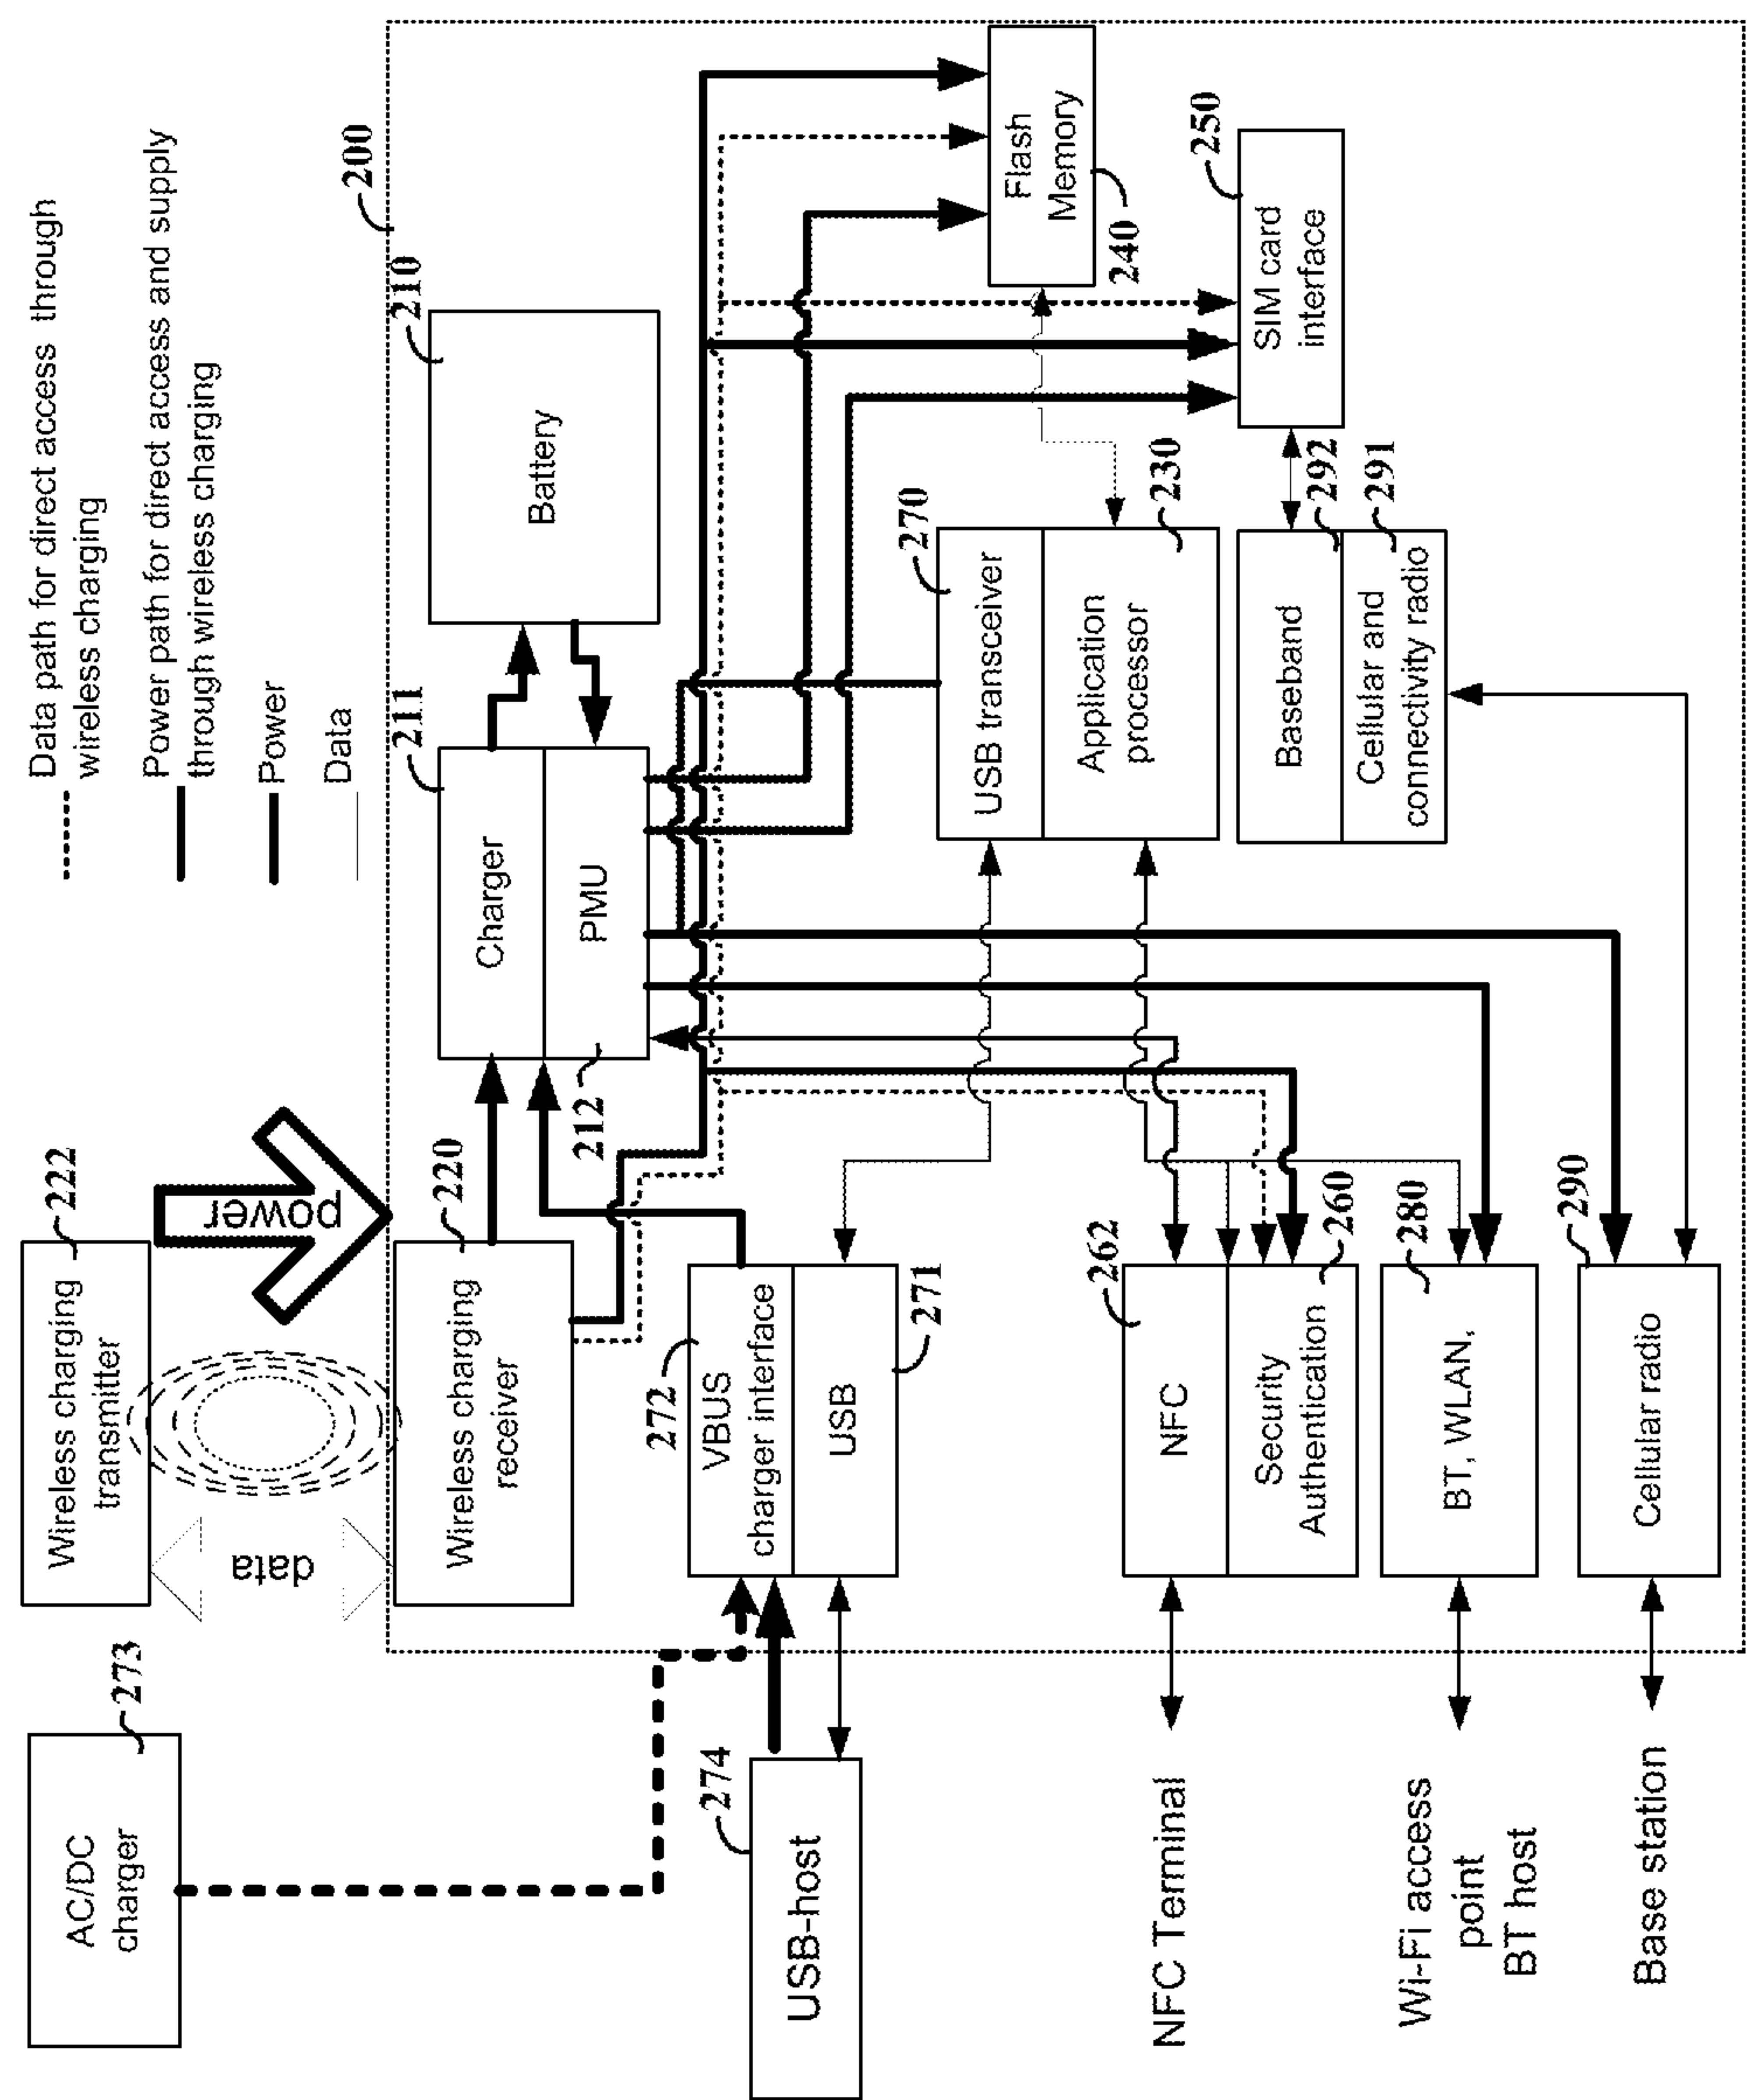 AC/DC
charger
273
USB-host
274
NFC Terminal
Wi-Fi access
point
BT host
Base station
Wireless charging
transmitter
222
data
power
Wireless charging
receiver
220
VBUS
charger interface
272
USB
271
NFC
262
Security
Authentication
260
BT, WLAN,
280
Cellular radio
290
Charger
211
PMU
212
Battery
210
200
USB transceiver
270
Application
processor
230
Baseband
292
Cellular and
connectivity radio
291
Flash
Memory
240
SIM card
interface
250
Data path for direct access through
wireless charging
Power path for direct access and supply
through wireless charging
Power
Data